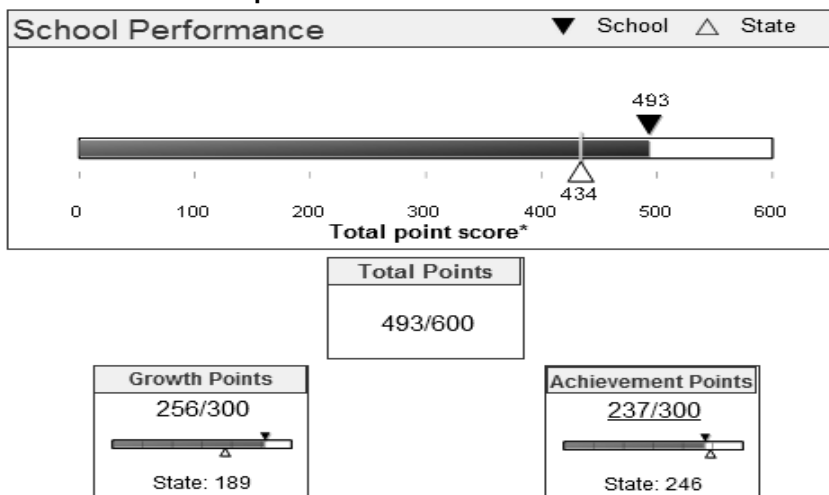 School Performance ▼ School △ State
493
434
0 100 200 300 400 500 600
Total point score*
Total Points
493/600
Growth Points
256/300
State: 189
Achievement Points
237/300
State: 246